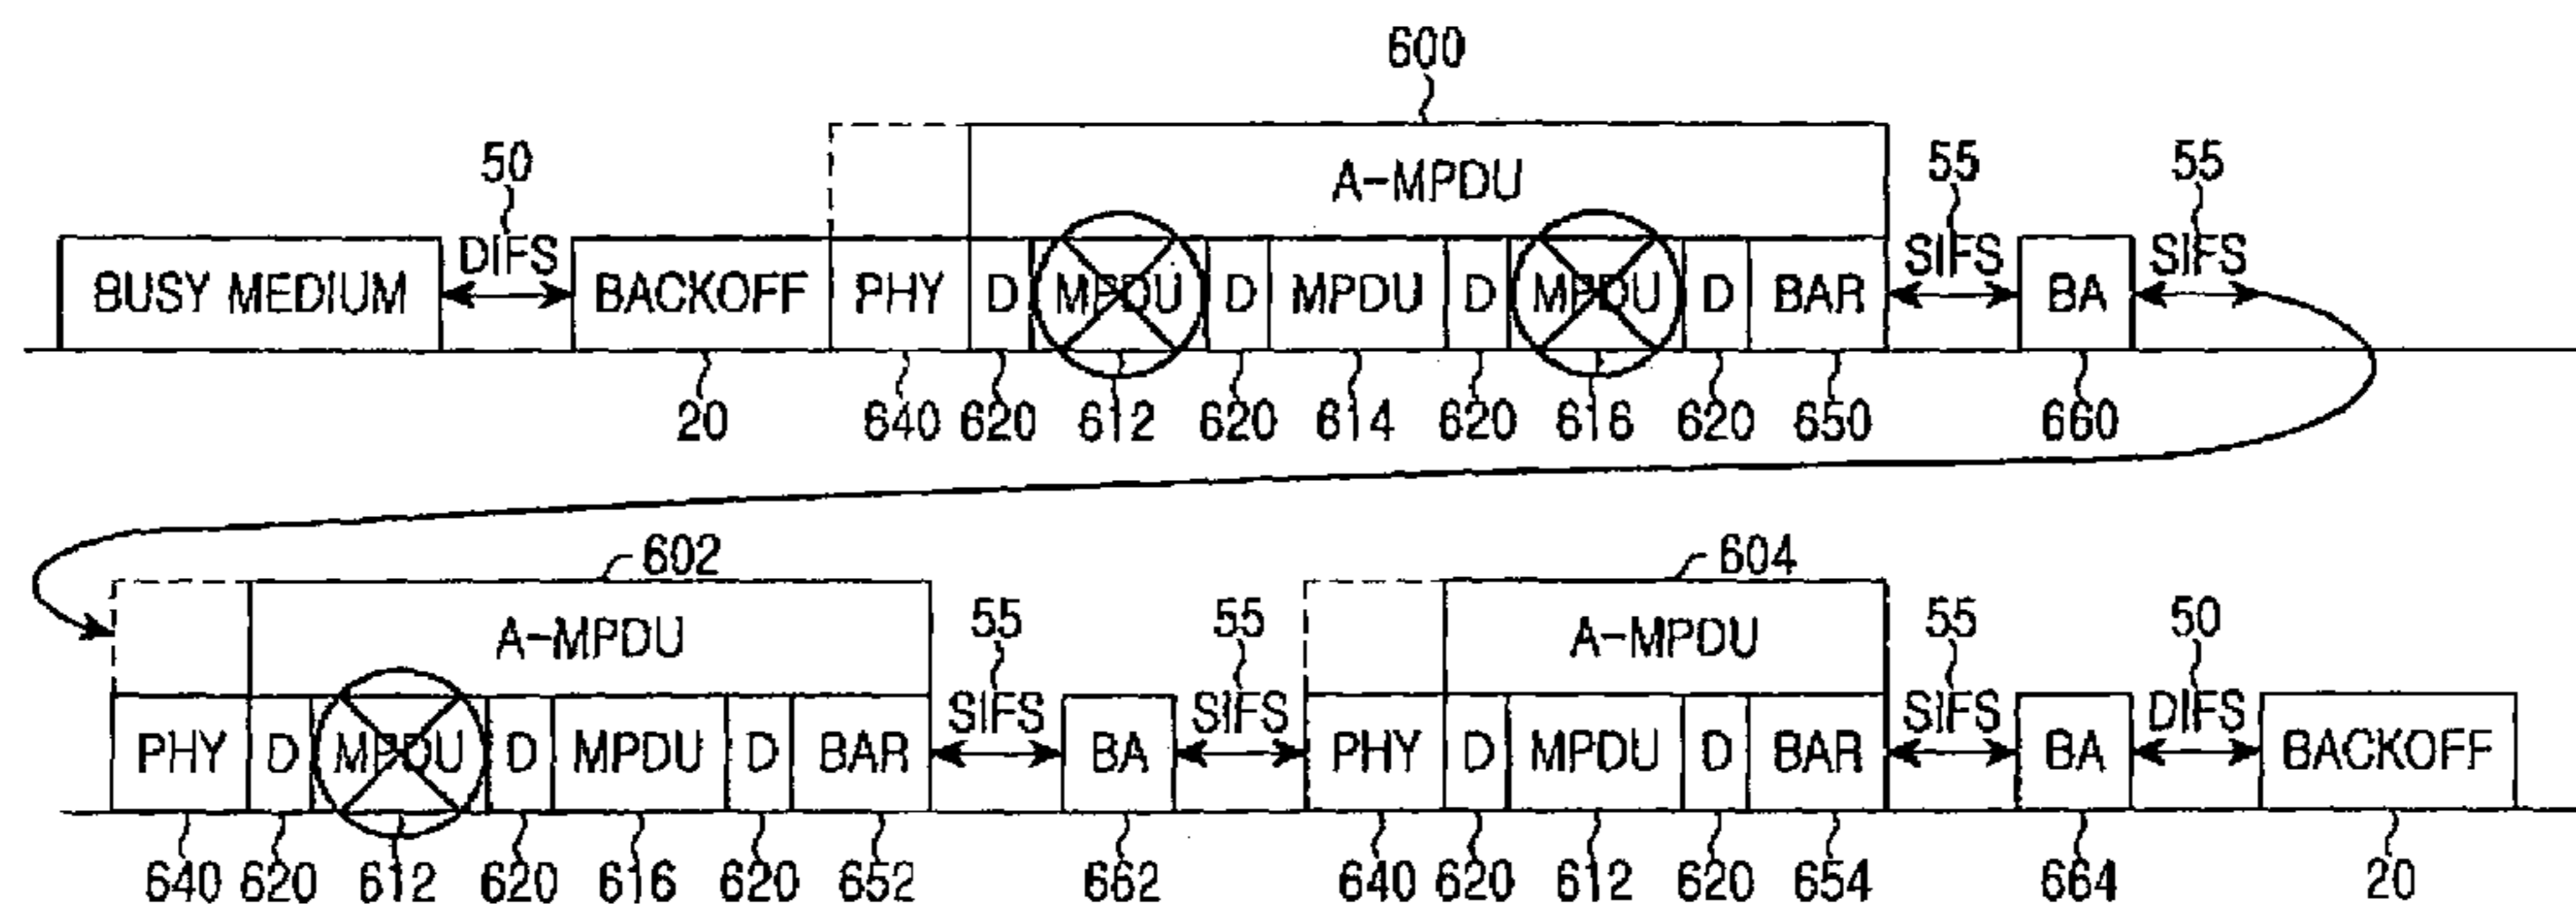 600
50 A-MPDU 55 55
BUSY MEDIUM DIFS BACKOFF PHY D MPDU D MPDU D MPDU D BAR SIFS BA SIFS
20 640 620 612 620 614 620 616 620 650 660
602 604
A-MPDU 55 55 A-MPDU 55 50
PHY D MPDU D MPDU D BAR SIFS BA SIFS PHY D MPDU D BAR SIFS BA DIFS BACKOFF
640 620 612 620 616 620 652 662 640 620 612 620 654 664 20